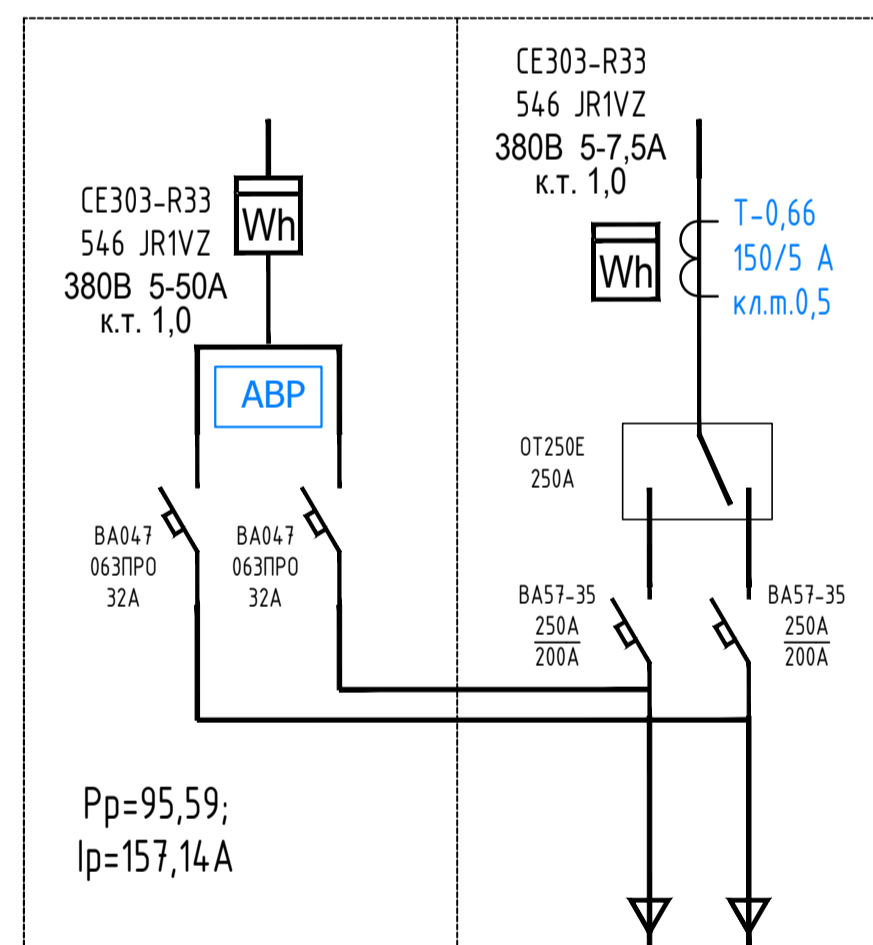 CE303-R33
546 JR1VZ
380В 5-50А
к.т. 1,0
Wh
АВР
ВА047
063ПРО
32А
ВА047
063ПРО
32А
Рр=95,59;
Iр=157,14А
CE303-R33
546 JR1VZ
380В 5-7,5А
к.т. 1,0
Wh
Т-0,66
150/5 А
кл.т.0,5
ОТ250Е
250А
ВА57-35
250А
200А
ВА57-35
250А
200А